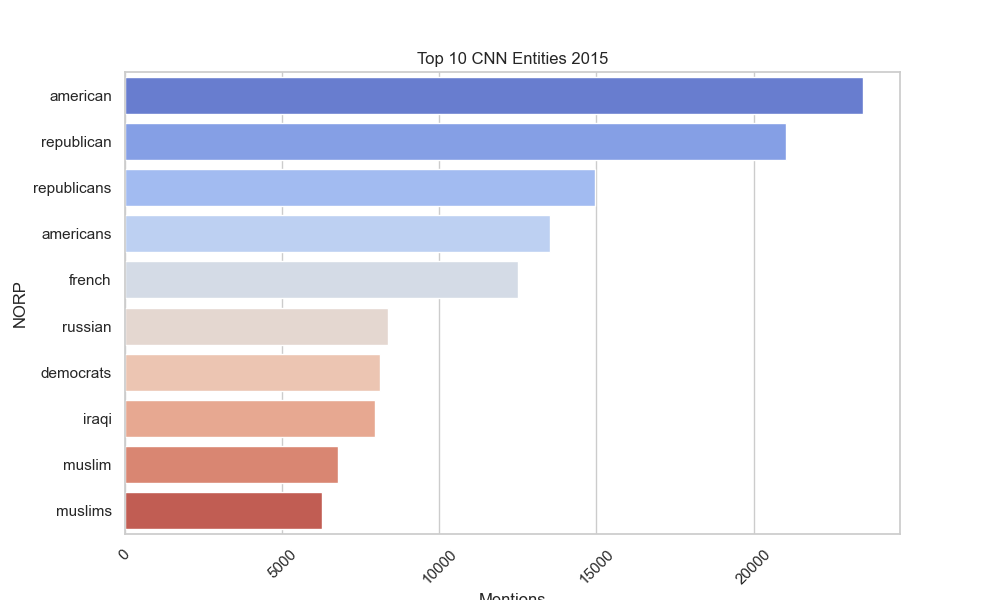 Top 10 CNN Entities 2015
NORP
american
republican
republicans
americans
french
russian
democrats
iraqi
muslim
muslims
0
5000
10000
15000
20000
Mentions